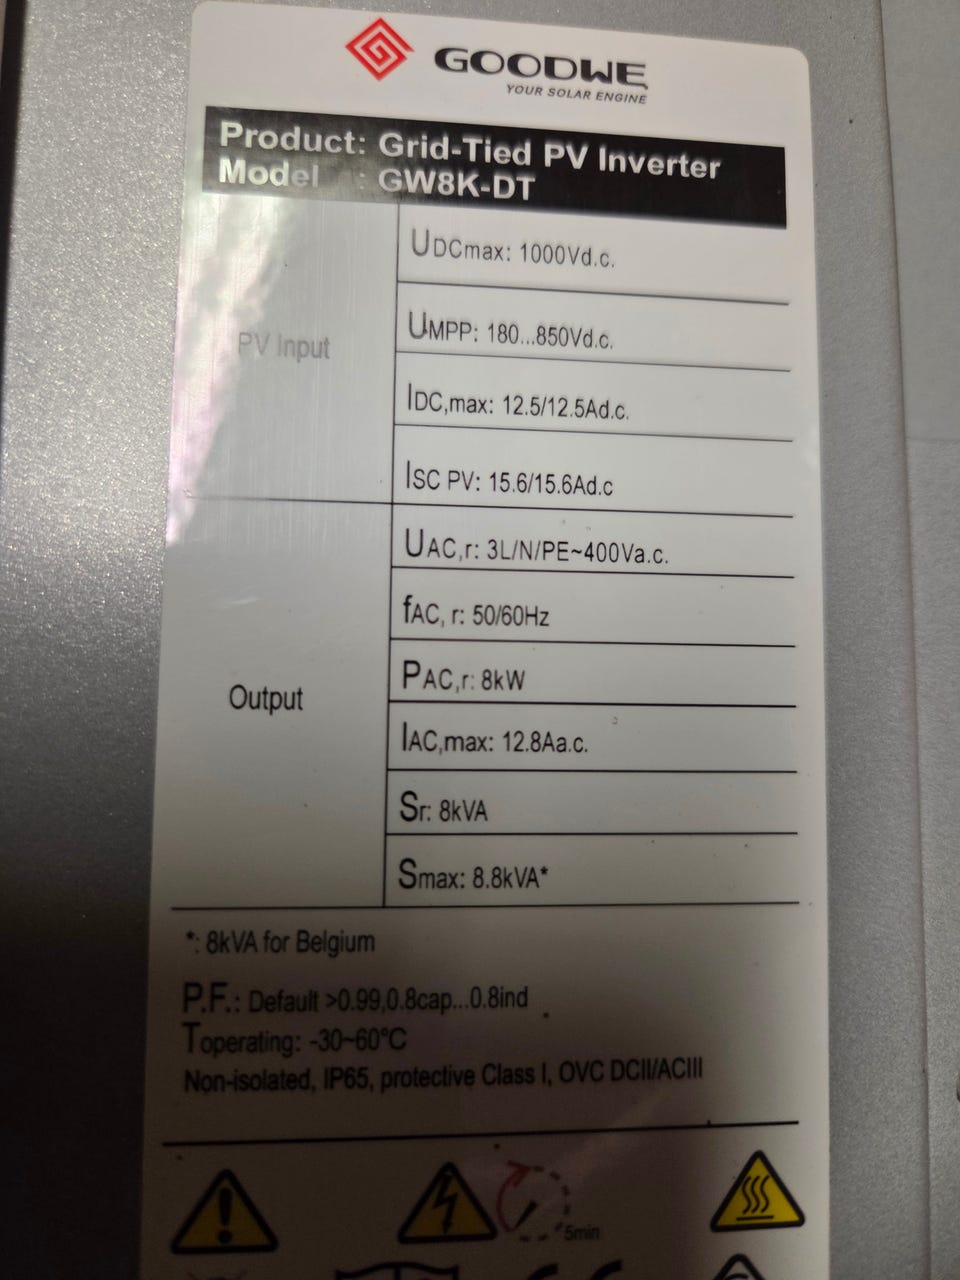 GOODWE
YOUR SOLAR ENGINE
Product: Grid-Tied PV Inverter
Model : GW8K-DT
PV Input
UDCmax: 1000Vd.c.
UMPP: 180...850Vd.c.
IDC,max: 12.5/12.5Ad.c.
ISC PV: 15.6/15.6Ad.c
Output
UAC,r: 3L/N/PE~400Va.c.
fAC, r: 50/60Hz
PAC,r: 8kW
IAC,max: 12.8Aa.c.
Sr: 8kVA
Smax: 8.8kVA*
*: 8kVA for Belgium
P.F.: Default >0.99,0.8cap...0.8ind
Toperating: -30~60°C
Non-isolated, IP65, protective Class I, OVC DCII/ACIII
5min